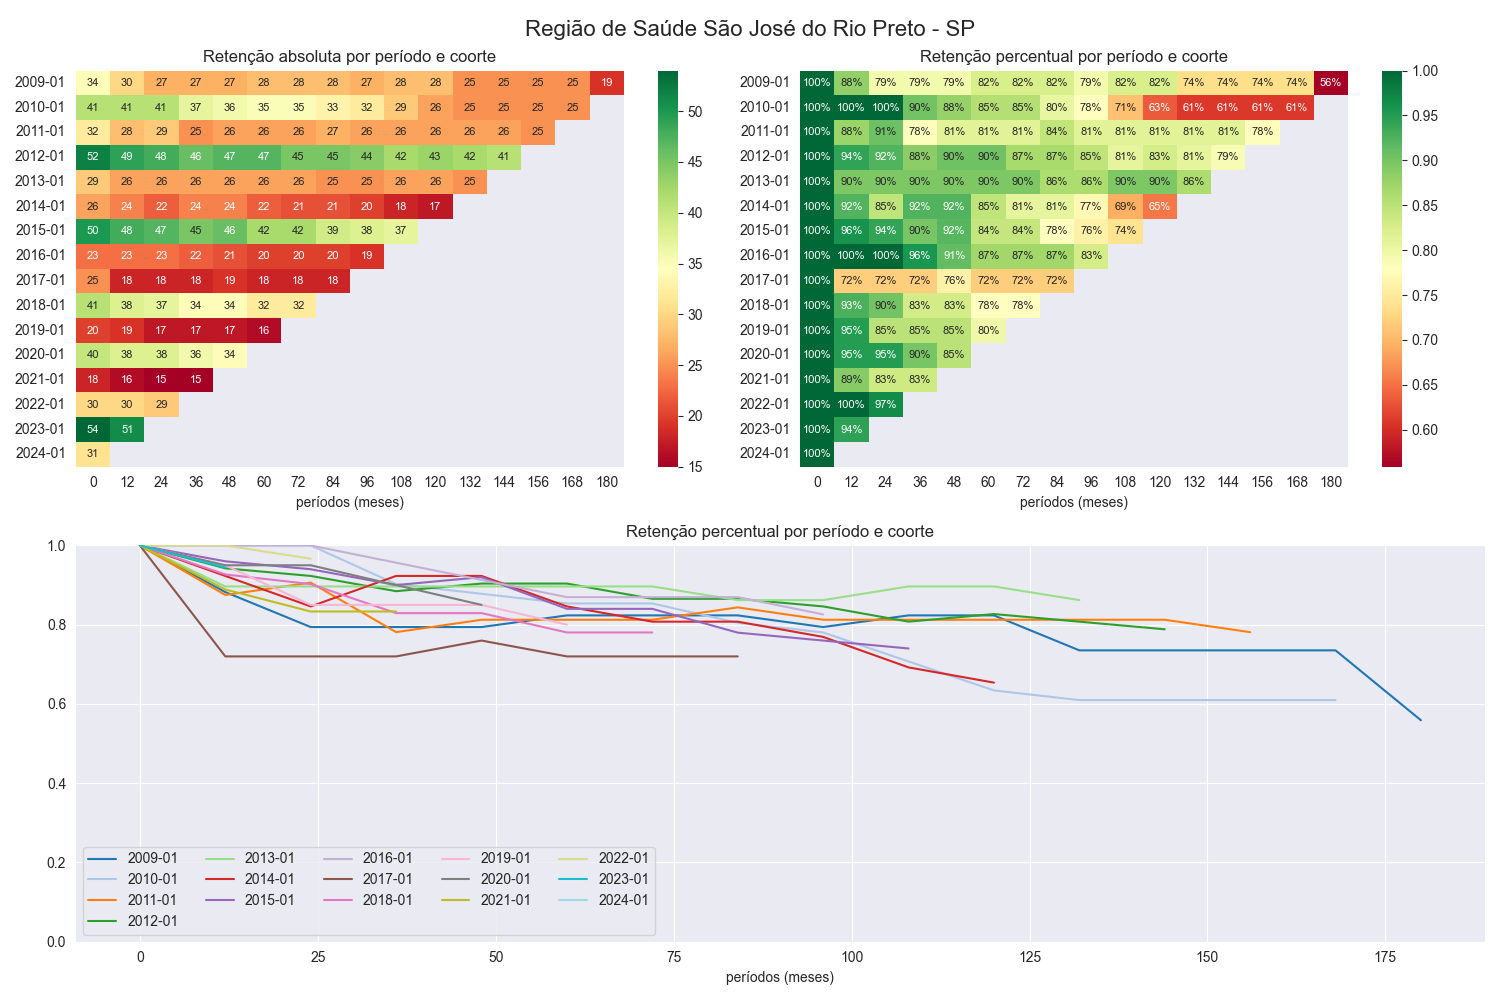 Região de Saúde São José do Rio Preto - SP
Retenção absoluta por período e coorte
2009-01 34 30 27 27 27 28 28 28 27 28 28 25 25 25 25 19
2010-01 41 41 41 37 36 35 35 33 32 29 26 25 25 25 25
2011-01 32 28 29 25 26 26 26 27 26 26 26 26 26 25
2012-01 52 49 48 46 47 47 45 45 44 42 43 42 41
2013-01 29 26 26 26 26 26 26 25 25 26 26 25
2014-01 26 24 22 24 24 22 21 21 20 18 17
2015-01 50 48 47 45 46 42 42 39 38 37
2016-01 23 23 23 22 21 20 20 20 19
2017-01 25 18 18 18 19 18 18 18
2018-01 41 38 37 34 34 32 32
2019-01 20 19 17 17 17 16
2020-01 40 38 38 36 34
2021-01 18 16 15 15
2022-01 30 30 29
2023-01 54 51
2024-01 31
0 12 24 36 48 60 72 84 96 108 120 132 144 156 168 180
períodos (meses)
50
45
40
35
30
25
20
15
Retenção percentual por período e coorte
2009-01 100% 88% 79% 79% 79% 82% 82% 82% 79% 82% 82% 74% 74% 74% 74% 56%
2010-01 100% 100% 100% 90% 88% 85% 85% 80% 78% 71% 63% 61% 61% 61% 61%
2011-01 100% 88% 91% 78% 81% 81% 81% 84% 81% 81% 81% 81% 81% 78%
2012-01 100% 94% 92% 88% 90% 90% 87% 87% 85% 81% 83% 81% 79%
2013-01 100% 90% 90% 90% 90% 90% 90% 86% 86% 90% 90% 86%
2014-01 100% 92% 85% 92% 92% 85% 81% 81% 77% 69% 65%
2015-01 100% 96% 94% 90% 92% 84% 84% 78% 76% 74%
2016-01 100% 100% 100% 96% 91% 87% 87% 87% 83%
2017-01 100% 72% 72% 72% 76% 72% 72% 72%
2018-01 100% 93% 90% 83% 83% 78% 78%
2019-01 100% 95% 85% 85% 85% 80%
2020-01 100% 95% 95% 90% 85%
2021-01 100% 89% 83% 83%
2022-01 100% 100% 97%
2023-01 100% 94%
2024-01 100%
0 12 24 36 48 60 72 84 96 108 120 132 144 156 168 180
períodos (meses)
1.00
0.95
0.90
0.85
0.80
0.75
0.70
0.65
0.60
Retenção percentual por período e coorte
1.0
0.8
0.6
0.4
0.2
0.0
2009-01 2013-01 2016-01 2019-01 2022-01
2010-01 2014-01 2017-01 2020-01 2023-01
2011-01 2015-01 2018-01 2021-01 2024-01
2012-01
0 25 50 75 100 125 150 175
períodos (meses)